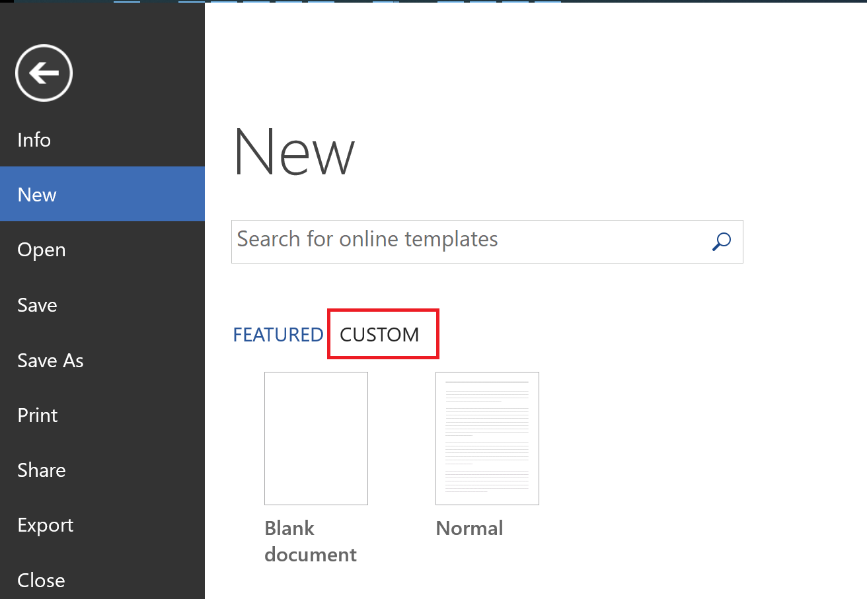 Info
New
Open
Save
Save As
Print
Share
Export
Close
New
Search for online templates
FEATURED CUSTOM
Blank
document
Normal